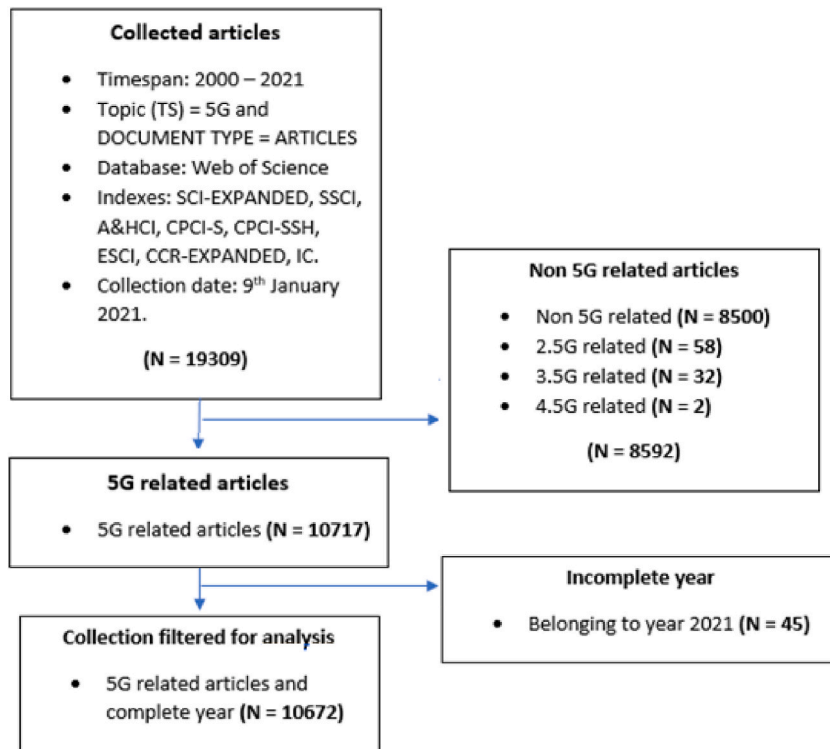 Collected articles
• Timespan: 2000 – 2021
• Topic (TS) = 5G and
DOCUMENT TYPE = ARTICLES
• Database: Web of Science
• Indexes: SCI-EXPANDED, SSCI,
A&HCI, CPCI-S, CPCI-SSH,
ESCI, CCR-EXPANDED, IC.
• Collection date: 9th January
2021.
(N = 19309)
Non 5G related articles
• Non 5G related (N = 8500)
• 2.5G related (N = 58)
• 3.5G related (N = 32)
• 4.5G related (N = 2)
(N = 8592)
5G related articles
• 5G related articles (N = 10717)
Incomplete year
• Belonging to year 2021 (N = 45)
Collection filtered for analysis
• 5G related articles and
complete year (N = 10672)